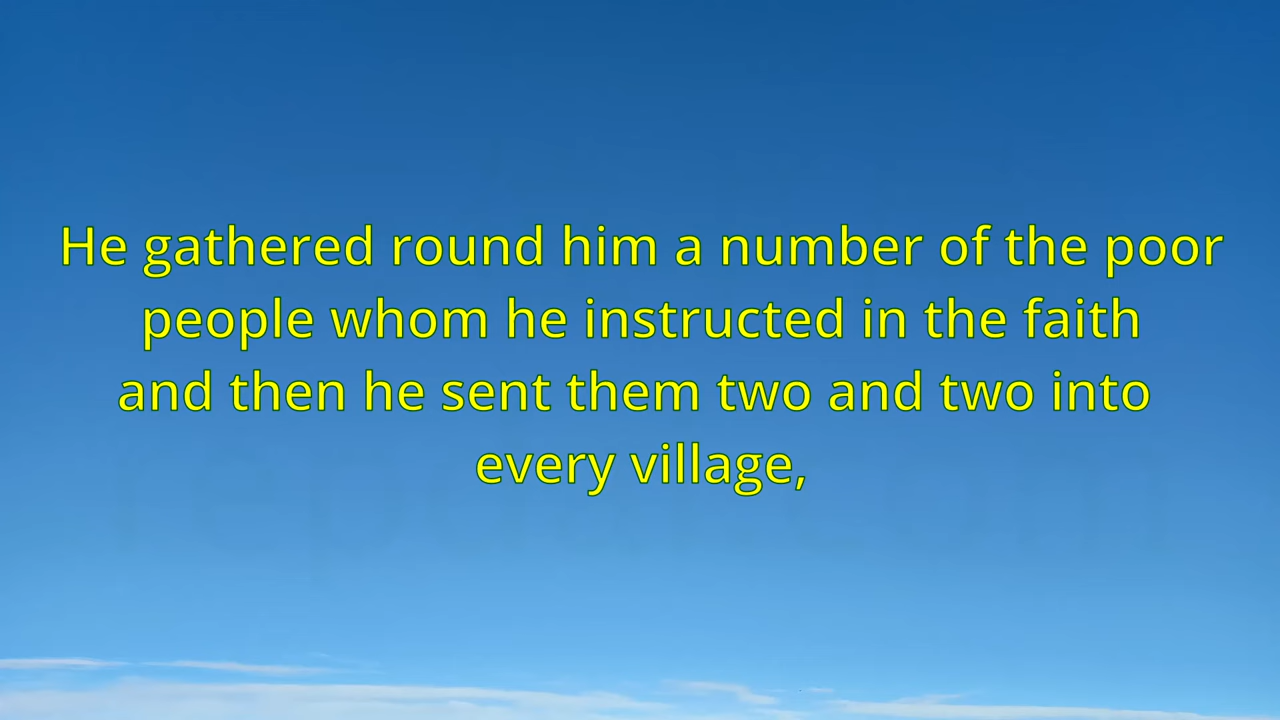 He gathered round him a number of the poor
people whom he instructed in the faith
and then he sent them two and two into
every village,